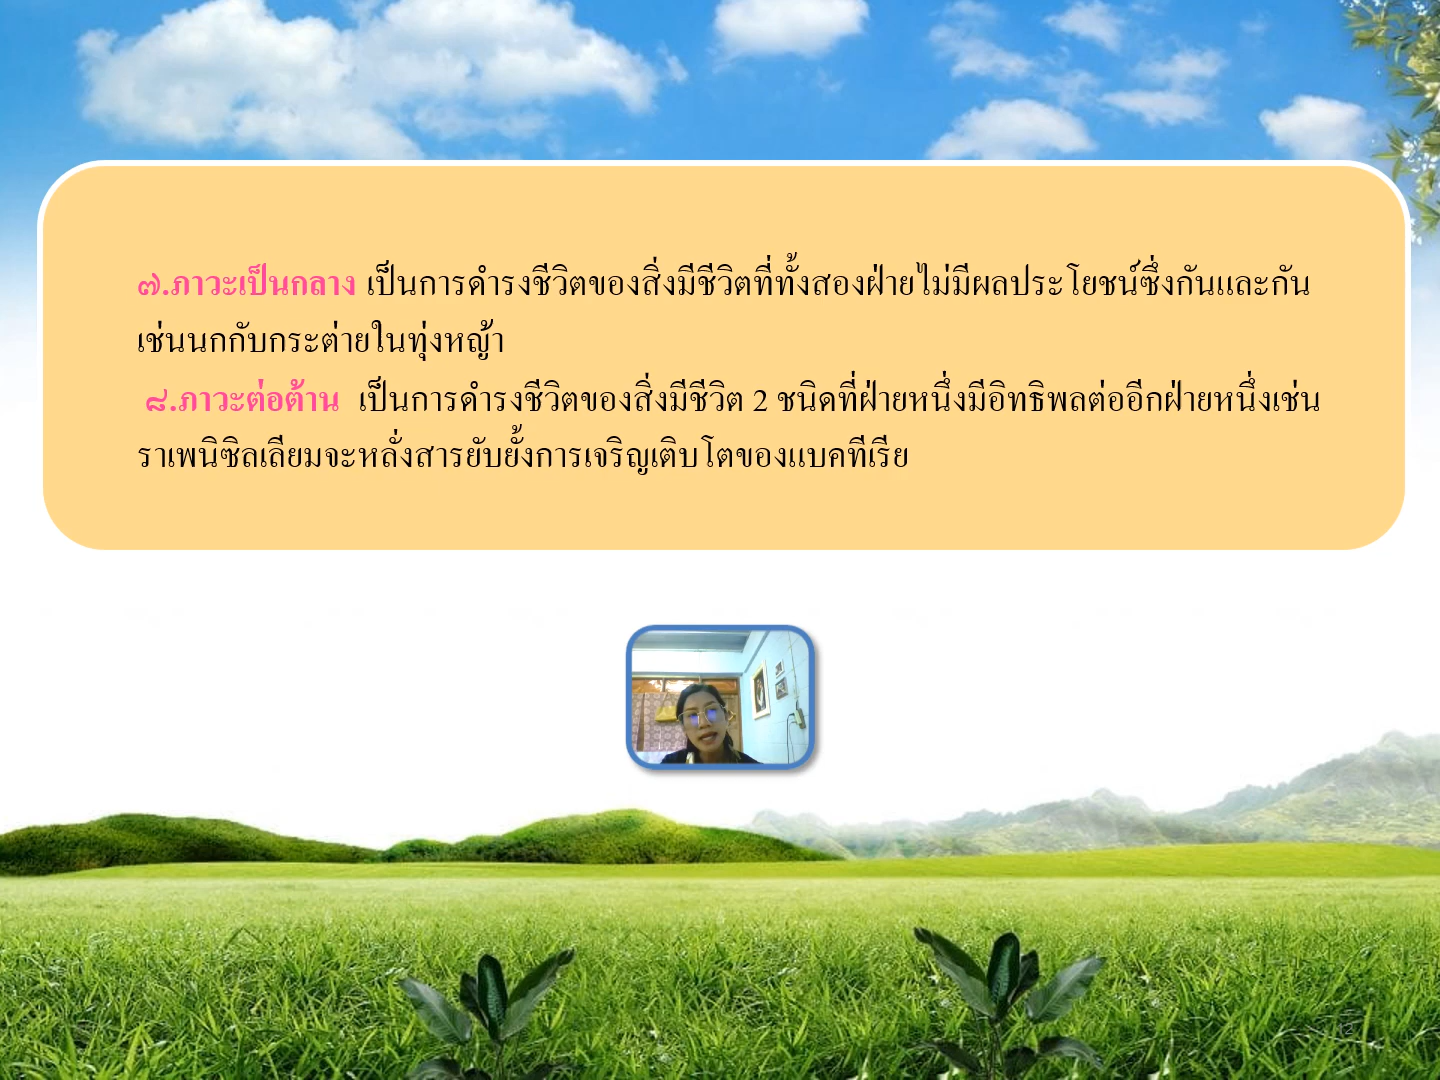 ๗.ภาวะเป็นกลาง เป็นการดำรงชีวิตของสิ่งมีชีวิตที่ทั้งสองฝ่ายไม่มีผลประโยชน์ซึ่งกันและกัน
เช่นนกกับกระต่ายในทุ่งหญ้า
๘.ภาวะต่อต้าน เป็นการดำรงชีวิตของสิ่งมีชีวิต 2 ชนิดที่ฝ่ายหนึ่งมีอิทธิพลต่ออีกฝ่ายหนึ่งเช่น
ราเพนิซิลเลียมจะหลั่งสารยับยั้งการเจริญเติบโตของแบคทีเรีย